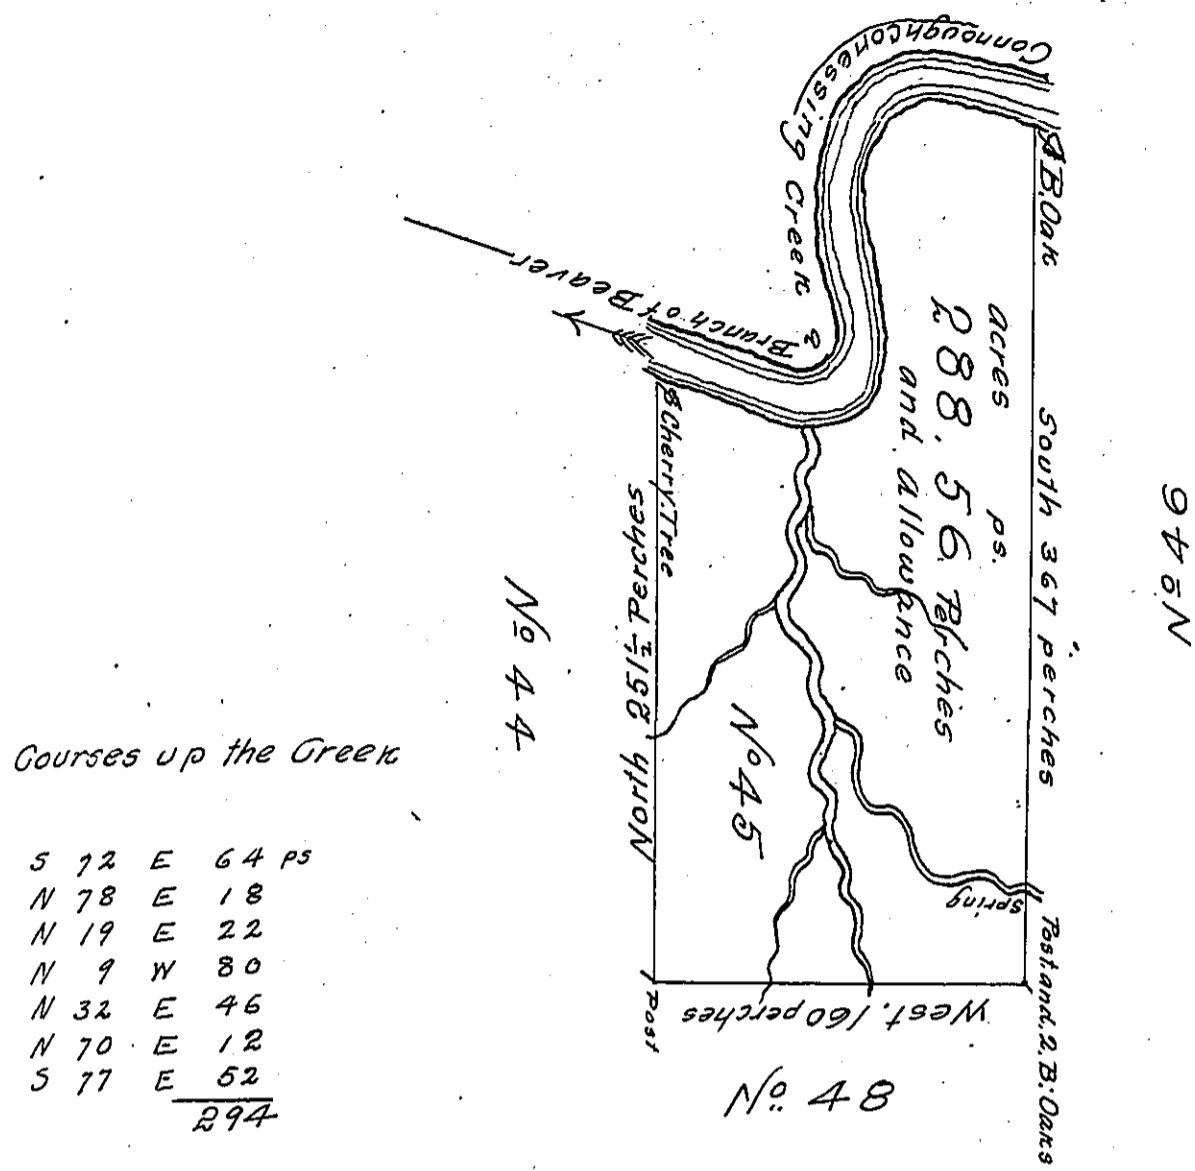 Connoughconessing Creek a
Branch of Beaver
A B.Oak
acres ps.
288, 56 Perches
and Allowance
South 367 perches
No 46
$ Cherry.Tree
North 251½ Perches
No 44
No 45
Spring
Post and, 2. B: Oaks
West. 160 perches
Post
No 48
Courses up the Creek
S 72 E 64 ps
N 78 E 18
N 19 E 22
N 9 W 80
N 32 E 46
N 70 E 12
S 77 E 52
294